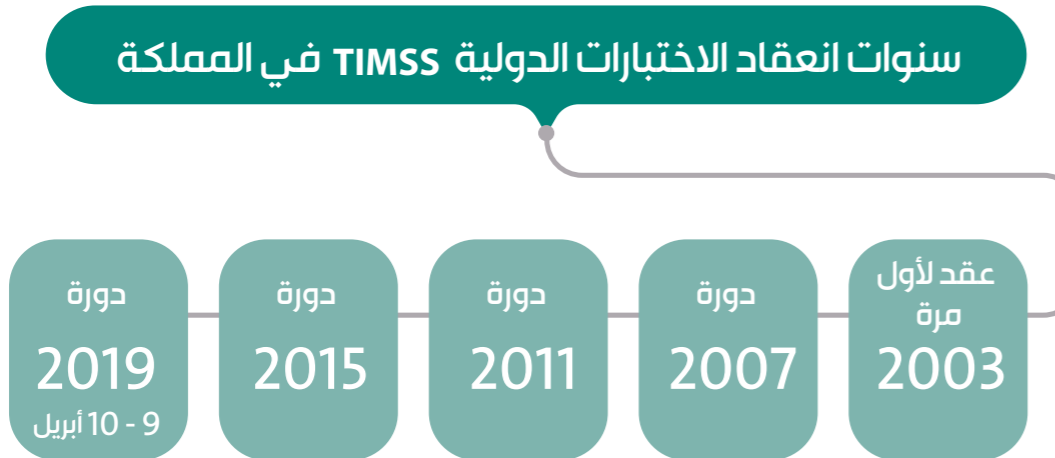 سنوات انعقاد الاختبارات الدولية TIMSS في المملكة
عقد لأول
مرة
2003
دورة
2007
دورة
2011
دورة
2015
دورة
2019
9 - 10 أبريل